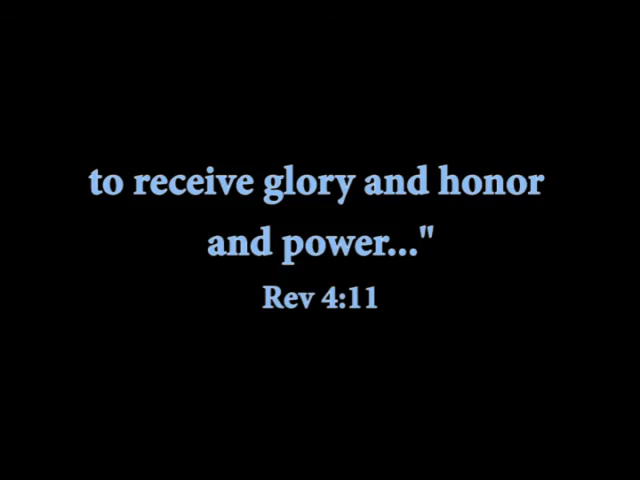 to receive glory and honor
and power..."
Rev 4:11